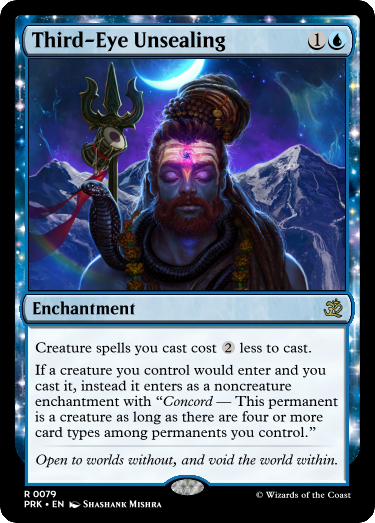 Third-Eye Unsealing 1
Enchantment
Creature spells you cast cost 2 less to cast.
If a creature you control would enter and you
cast it, instead it enters as a noncreature
enchantment with “Concord — This permanent
is a creature as long as there are four or more
card types among permanents you control.”
Open to worlds without, and void the world within.
R 0079
PRK • EN Shashank Mishra
© Wizards of the Coast